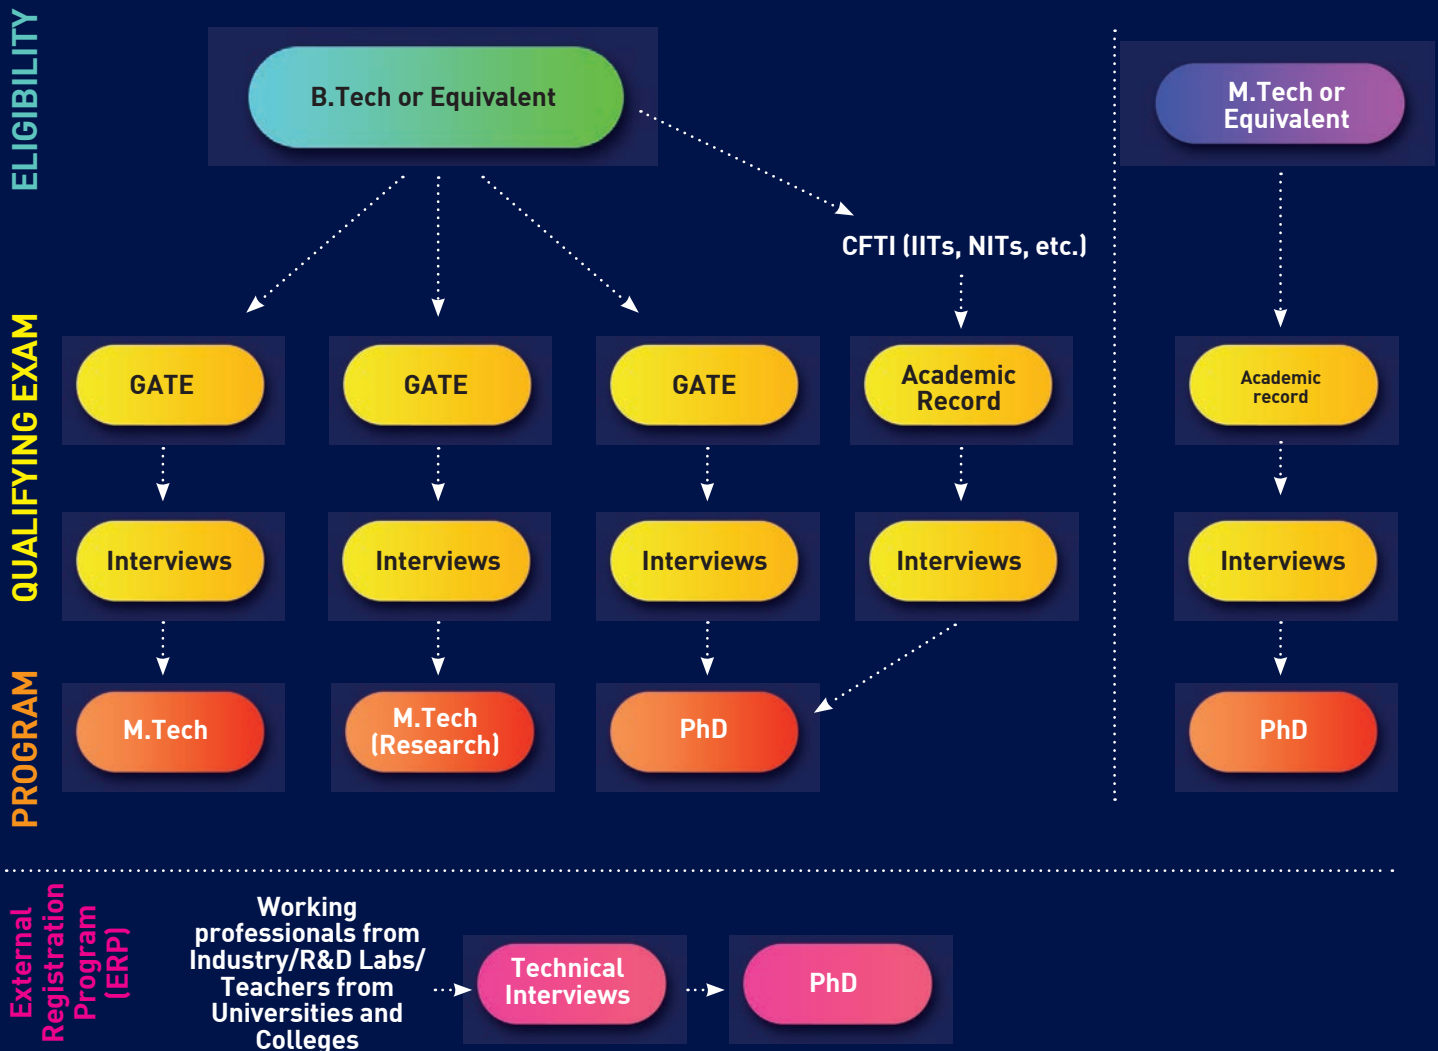 ELIGIBILITY
B.Tech or Equivalent
M.Tech or
Equivalent
CFTI (IITs, NITs, etc.)
QUALIFYING EXAM
GATE
GATE
GATE
Academic
Record
Academic
record
Interviews
Interviews
Interviews
Interviews
Interviews
PROGRAM
M.Tech
M.Tech
(Research)
PhD
PhD
External
Registration
Program
(ERP)
Working
professionals from
Industry/R&D Labs/
Teachers from
Universities and
Colleges
Technical
Interviews
PhD